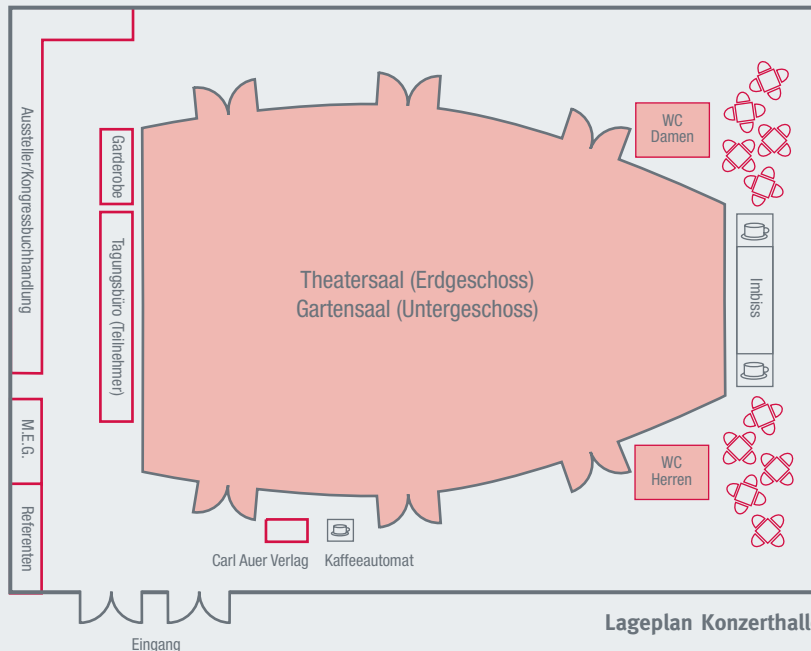 Aussteller/Kongressbuchhandlung
Garderobe
Tagungsbüro (Teilnehmer)
M.E.G.
Referenten
Theatersaal (Erdgeschoss)
Gartensaal (Untergeschoss)
WC
Damen
Imbiss
WC
Herren
Carl Auer Verlag
Kaffeeautomat
Eingang
Lageplan Konzerthall